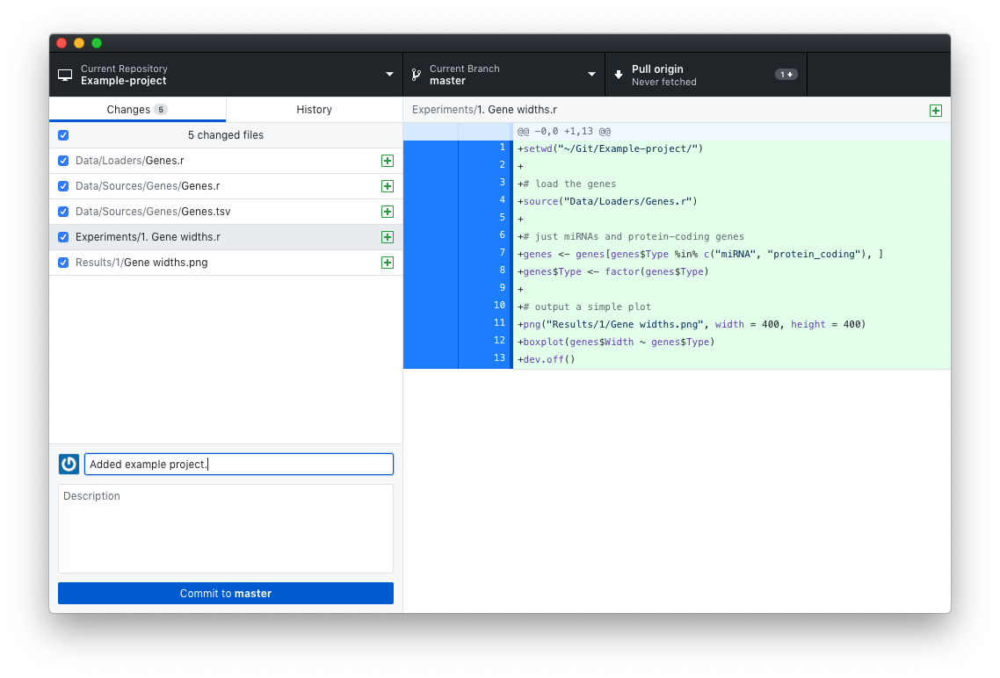 Current Repository
Example-project
Current Branch
master
Pull origin
Never fetched
1
Changes 5
History
5 changed files
Data/Loaders/Genes.r
Data/Sources/Genes/Genes.r
Data/Sources/Genes/Genes.tsv
Experiments/1. Gene widths.r
Results/1/Gene widths.png
Added example project.
Description
Commit to master
Experiments/1. Gene widths.r
@@ -0,0 +1,13 @@
1 +setwd("~/Git/Example-project/")
2 +
3 +# load the genes
4 +source("Data/Loaders/Genes.r")
5 +
6 +# just miRNAs and protein-coding genes
7 +genes <- genes[genes$Type %in% c("miRNA", "protein_coding"), ]
8 +genes$Type <- factor(genes$Type)
9 +
10 +# output a simple plot
11 +png("Results/1/Gene widths.png", width = 400, height = 400)
12 +boxplot(genes$Width ~ genes$Type)
13 +dev.off()